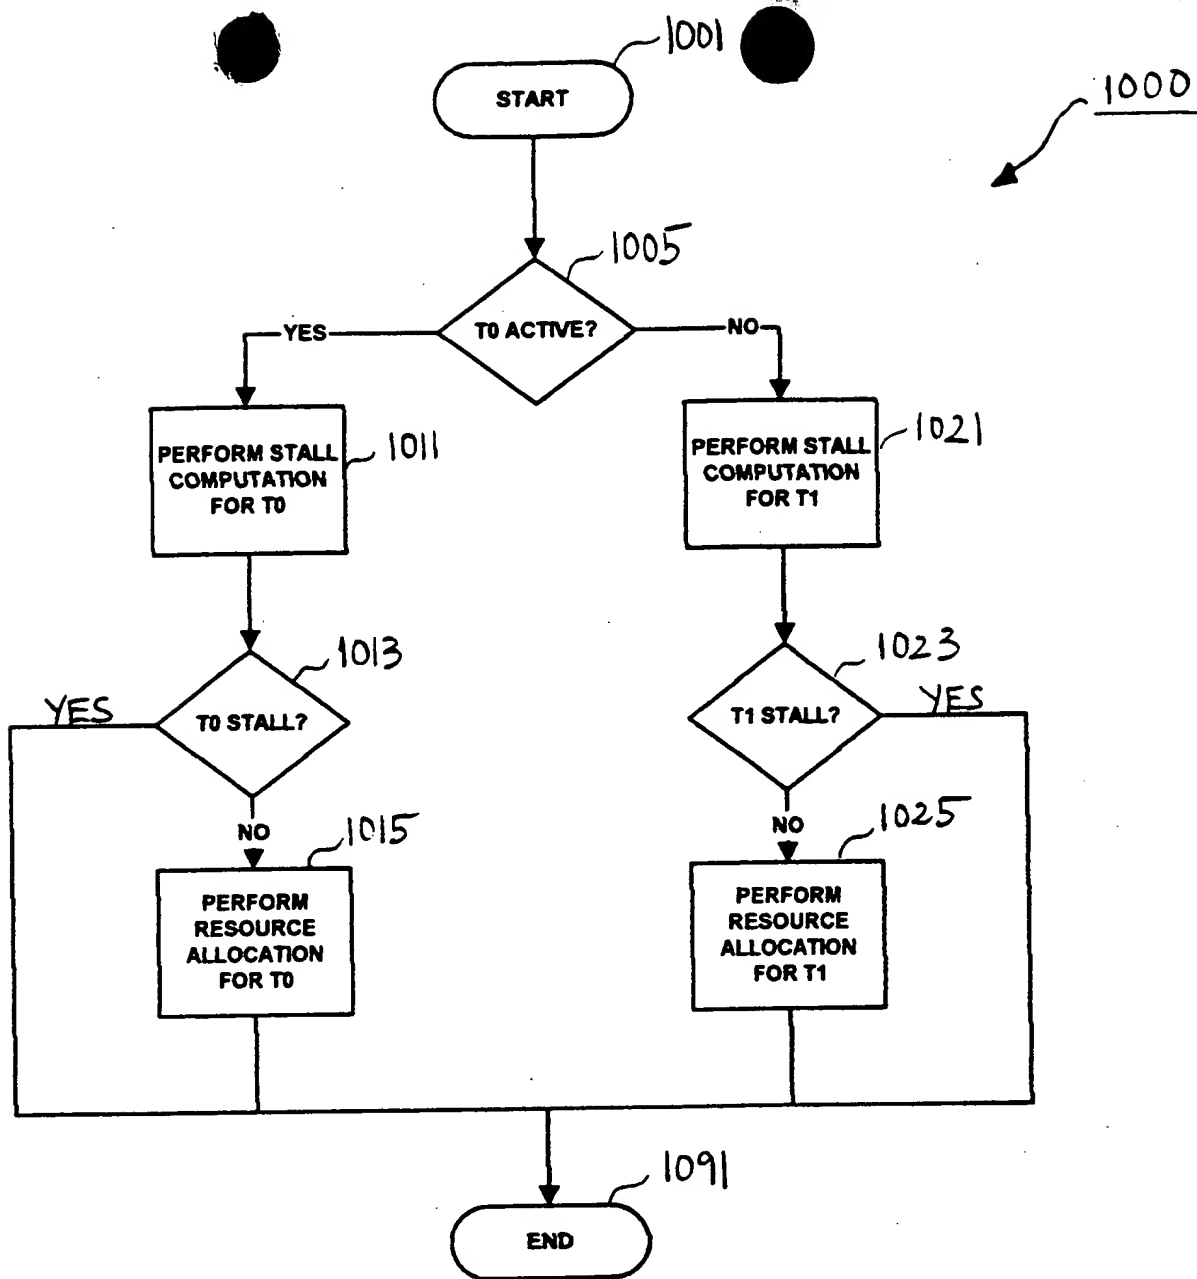 1001
START
1000
1005
T0 ACTIVE?
YES
NO
PERFORM STALL
COMPUTATION
FOR T0
1011
PERFORM STALL
COMPUTATION
FOR T1
1021
1013
T0 STALL?
YES
1023
T1 STALL?
YES
NO
1015
NO
1025
PERFORM
RESOURCE
ALLOCATION
FOR T0
PERFORM
RESOURCE
ALLOCATION
FOR T1
1091
END